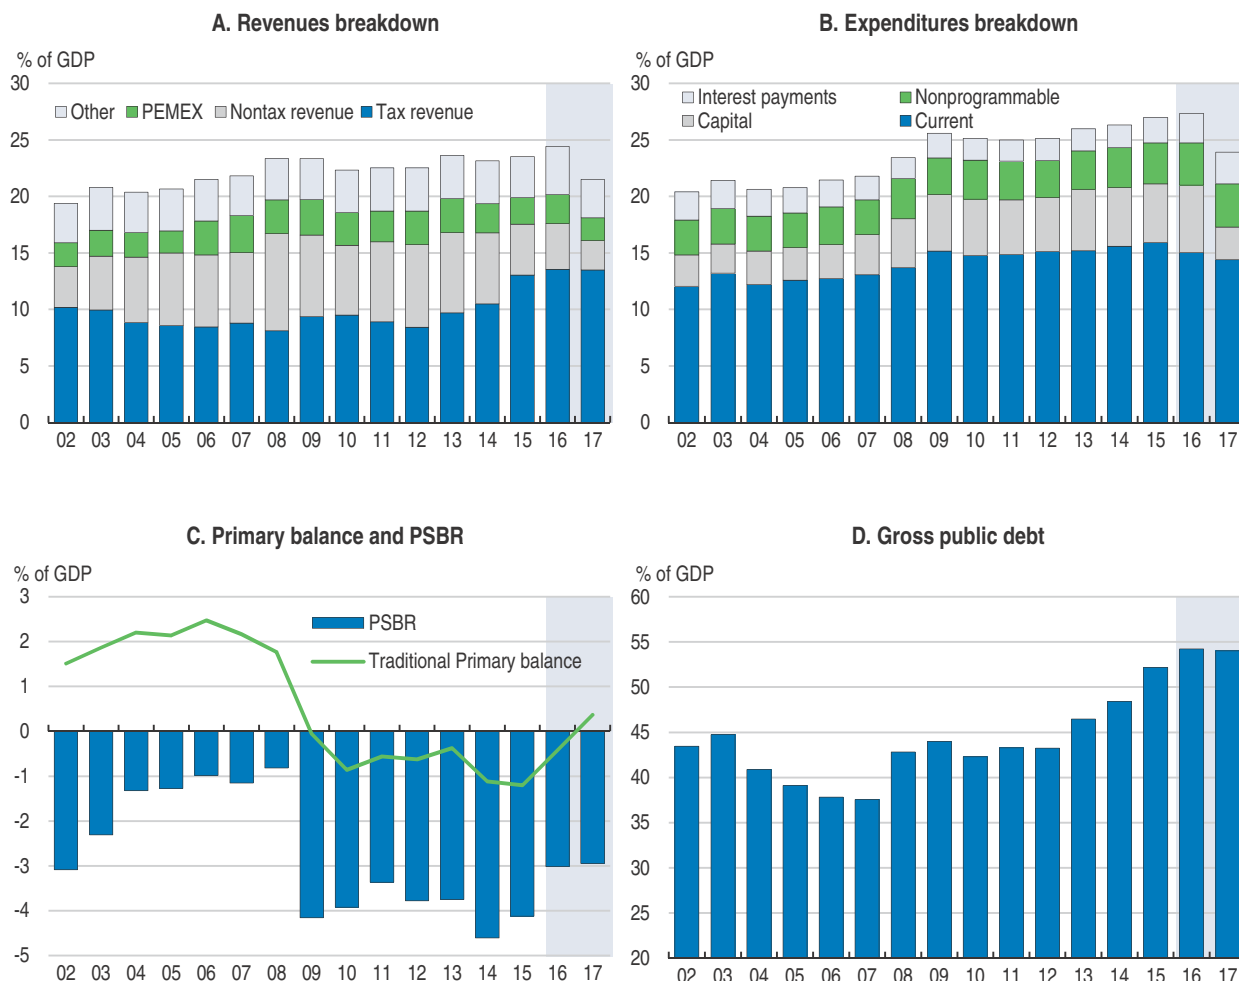 A. Revenues breakdown
% of GDP
30
25
20
15
10
5
0
Other PEMEX Nontax revenue Tax revenue
02 03 04 05 06 07 08 09 10 11 12 13 14 15 16 17
B. Expenditures breakdown
% of GDP
30
25
20
15
10
5
0
Interest payments Nonprogrammable
Capital Current
02 03 04 05 06 07 08 09 10 11 12 13 14 15 16 17
C. Primary balance and PSBR
% of GDP
3
2
1
0
-1
-2
-3
-4
-5
PSBR
Traditional Primary balance
02 03 04 05 06 07 08 09 10 11 12 13 14 15 16 17
D. Gross public debt
% of GDP
60
55
50
45
40
35
30
25
20
02 03 04 05 06 07 08 09 10 11 12 13 14 15 16 17